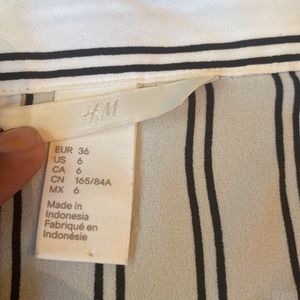 H&M
EUR 36
US 6
CA 6
CN 165/84A
MX 6
Made in
Indonesia
Fabriqué en
Indonésie